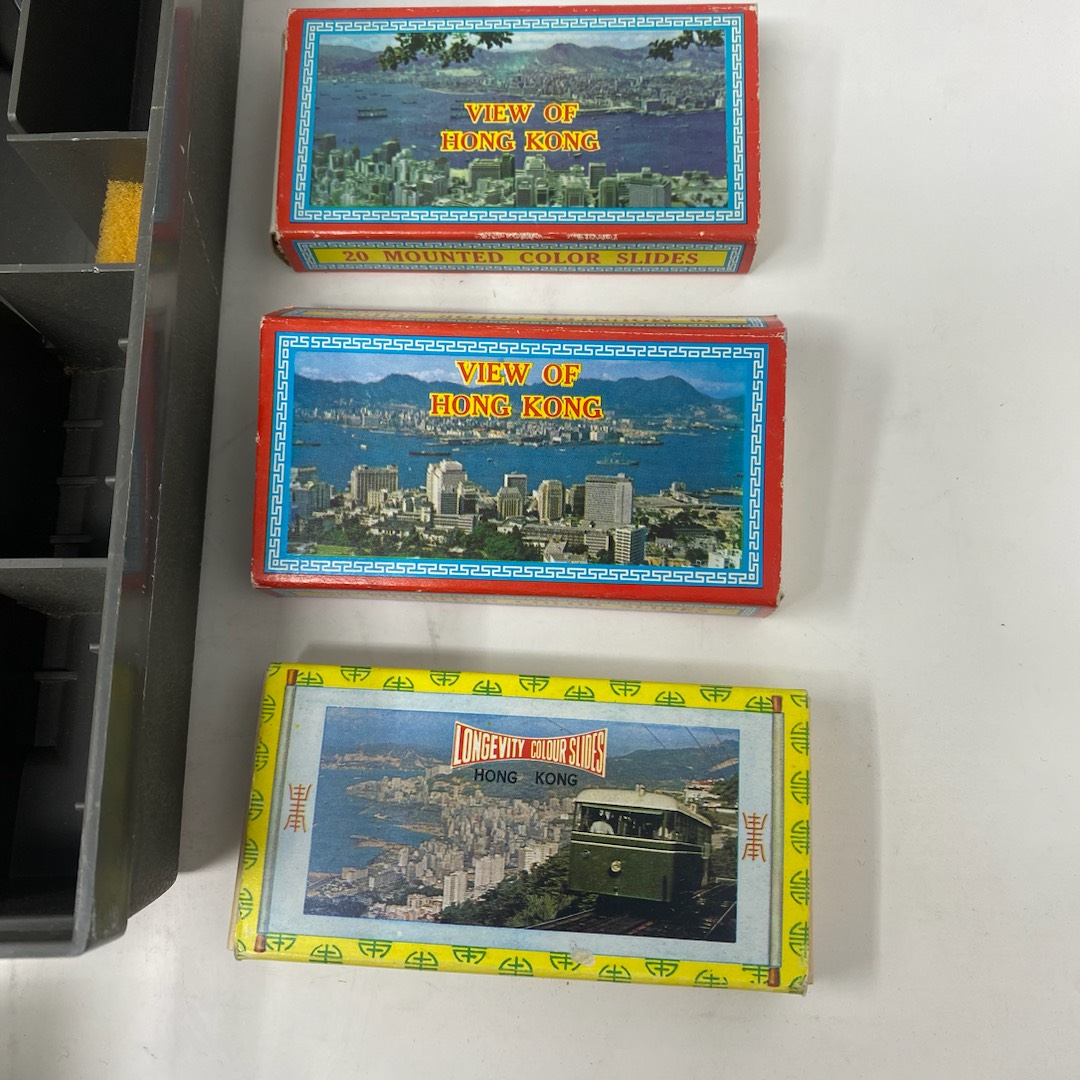 VIEW OF
HONG KONG
20 MOUNTED COLOR SLIDES
VIEW OF
HONG KONG
LONGEVITY COLOUR SLIDES
HONG KONG